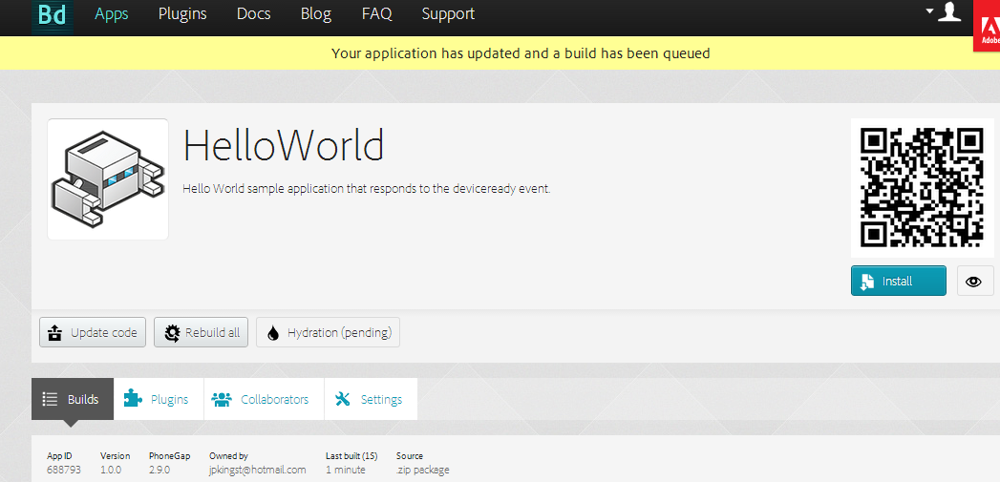 Bd Apps Plugins Docs Blog FAQ Support
Adobe
Your application has updated and a build has been queued
HelloWorld
Hello World sample application that responds to the deviceready event.
Install
Update code Rebuild all Hydration (pending)
Builds Plugins Collaborators Settings
App ID Version PhoneGap Owned by Last built (15) Source
688793 1.0.0 2.9.0 jpkingst@hotmail.com 1 minute .zip package